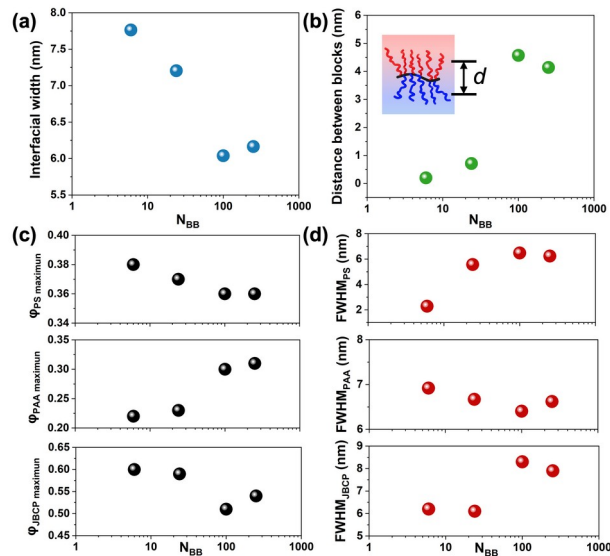 (a)
8.0
7.5
7.0
6.5
6.0
5.5
Interfacial width (nm)
1 10 100 1000
N_BB
(b)
6
5
4
3
2
1
0
Distance between blocks (nm)
d
1 10 100 1000
N_BB
(c)
0.40
0.38
0.36
0.34
φ_PS maximun
0.35
0.30
0.25
0.20
φ_PAA maximun
0.65
0.60
0.55
0.50
0.45
φ_JBCP maximun
1 10 100 1000
N_BB
(d)
8
6
4
2
FWHM_PS (nm)
8
7
6
FWHM_PAA (nm)
9
8
7
6
5
FWHM_JBCP (nm)
1 10 100 1000
N_BB